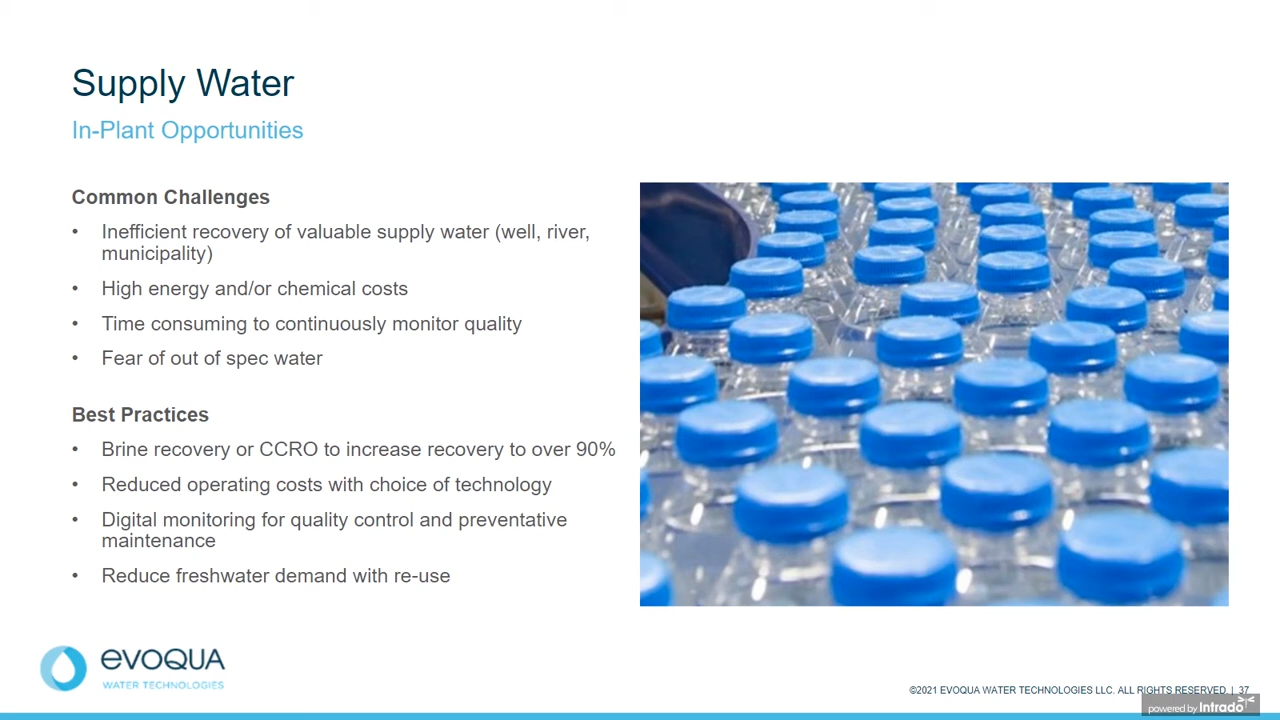 Supply Water
In-Plant Opportunities
Common Challenges
• Inefficient recovery of valuable supply water (well, river,
municipality)
• High energy and/or chemical costs
• Time consuming to continuously monitor quality
• Fear of out of spec water
Best Practices
• Brine recovery or CCRO to increase recovery to over 90%
• Reduced operating costs with choice of technology
• Digital monitoring for quality control and preventative
maintenance
• Reduce freshwater demand with re-use
evoqua
WATER TECHNOLOGIES
©2021 EVOQUA WATER TECHNOLOGIES LLC. ALL RIGHTS RESERVED. | 37
powered by Intrado